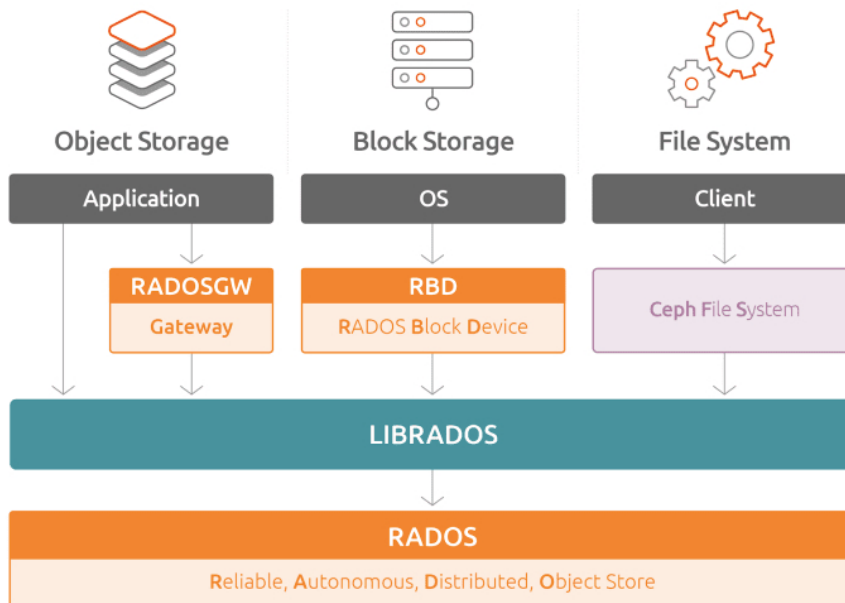 Object Storage
Block Storage
File System
Application
OS
Client
RADOSGW
Gateway
RBD
RADOS Block Device
Ceph File System
LIBRADOS
RADOS
Reliable, Autonomous, Distributed, Object Store